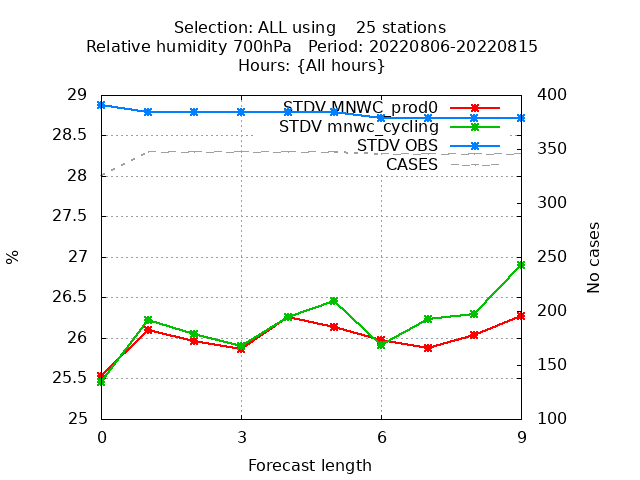 Selection: ALL using    25 stations
Relative humidity 700hPa   Period: 20220806-20220815
Hours: {All hours}
STDV MNWC_prod0
STDV mnwc_cycling
STDV OBS
CASES
29
28.5
28
27.5
27
26.5
26
25.5
25
%
400
350
300
250
200
150
100
No cases
0 3 6 9
Forecast length